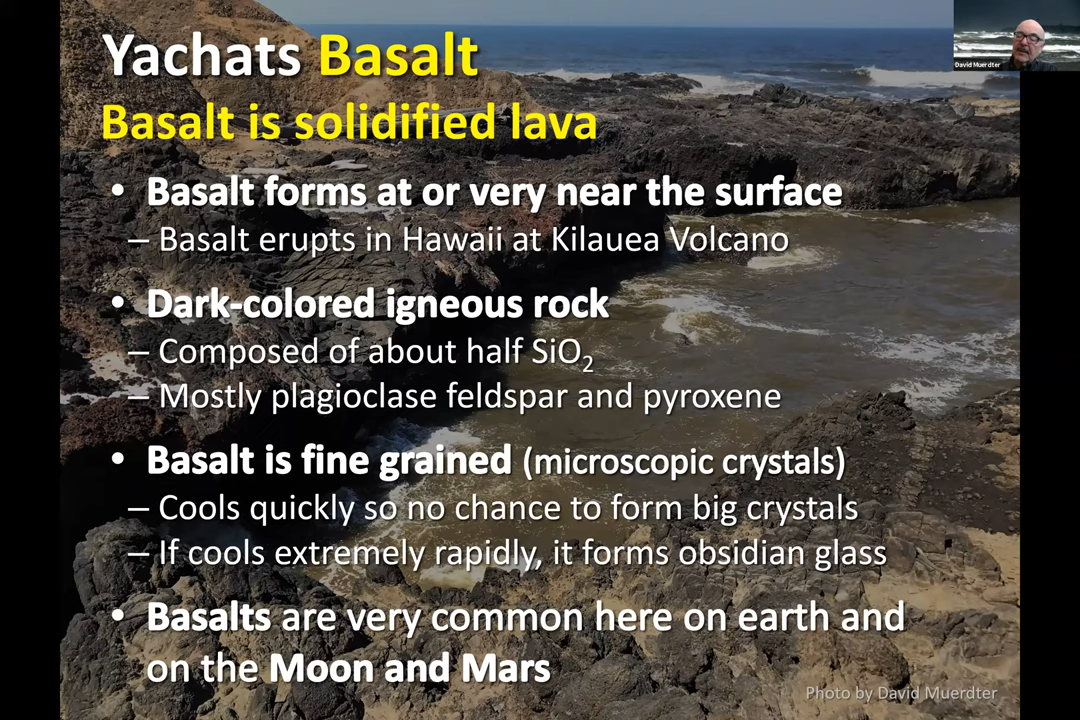 Yachats Basalt
David Muerdter
Basalt is solidified lava
• Basalt forms at or very near the surface
– Basalt erupts in Hawaii at Kilauea Volcano
• Dark-colored igneous rock
– Composed of about half SiO₂
– Mostly plagioclase feldspar and pyroxene
• Basalt is fine grained (microscopic crystals)
– Cools quickly so no chance to form big crystals
– If cools extremely rapidly, it forms obsidian glass
• Basalts are very common here on earth and
on the Moon and Mars
Photo by David Muerdter